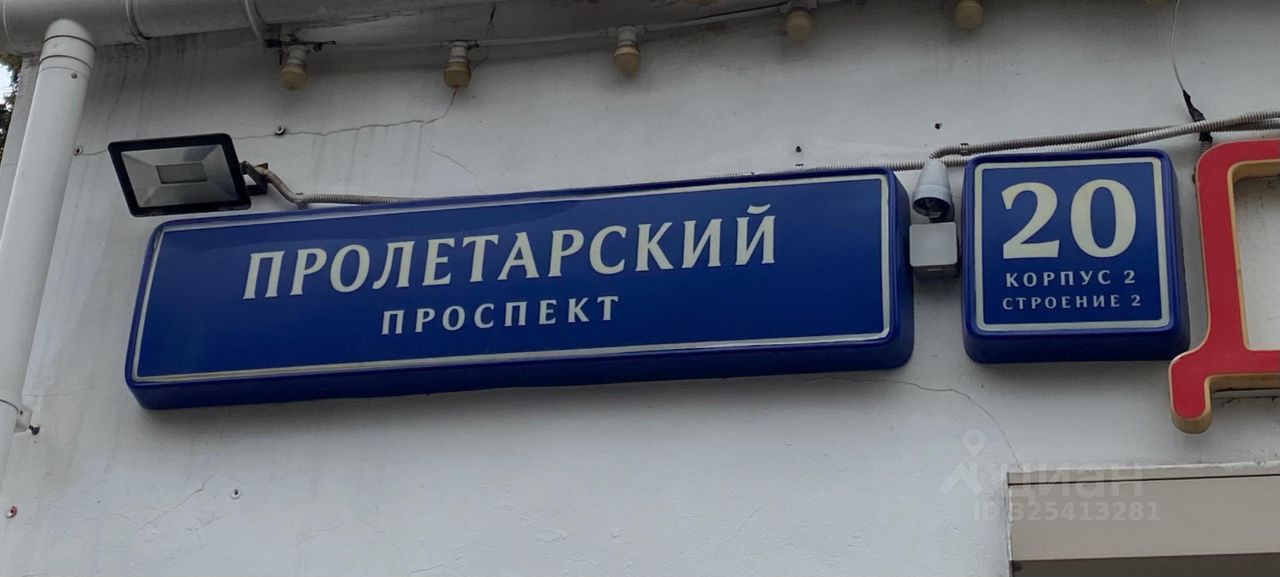 ПРОЛЕТАРСКИЙ
ПРОСПЕКТ
20
КОРПУС 2
СТРОЕНИЕ 2
Д
циан
ID 325413281